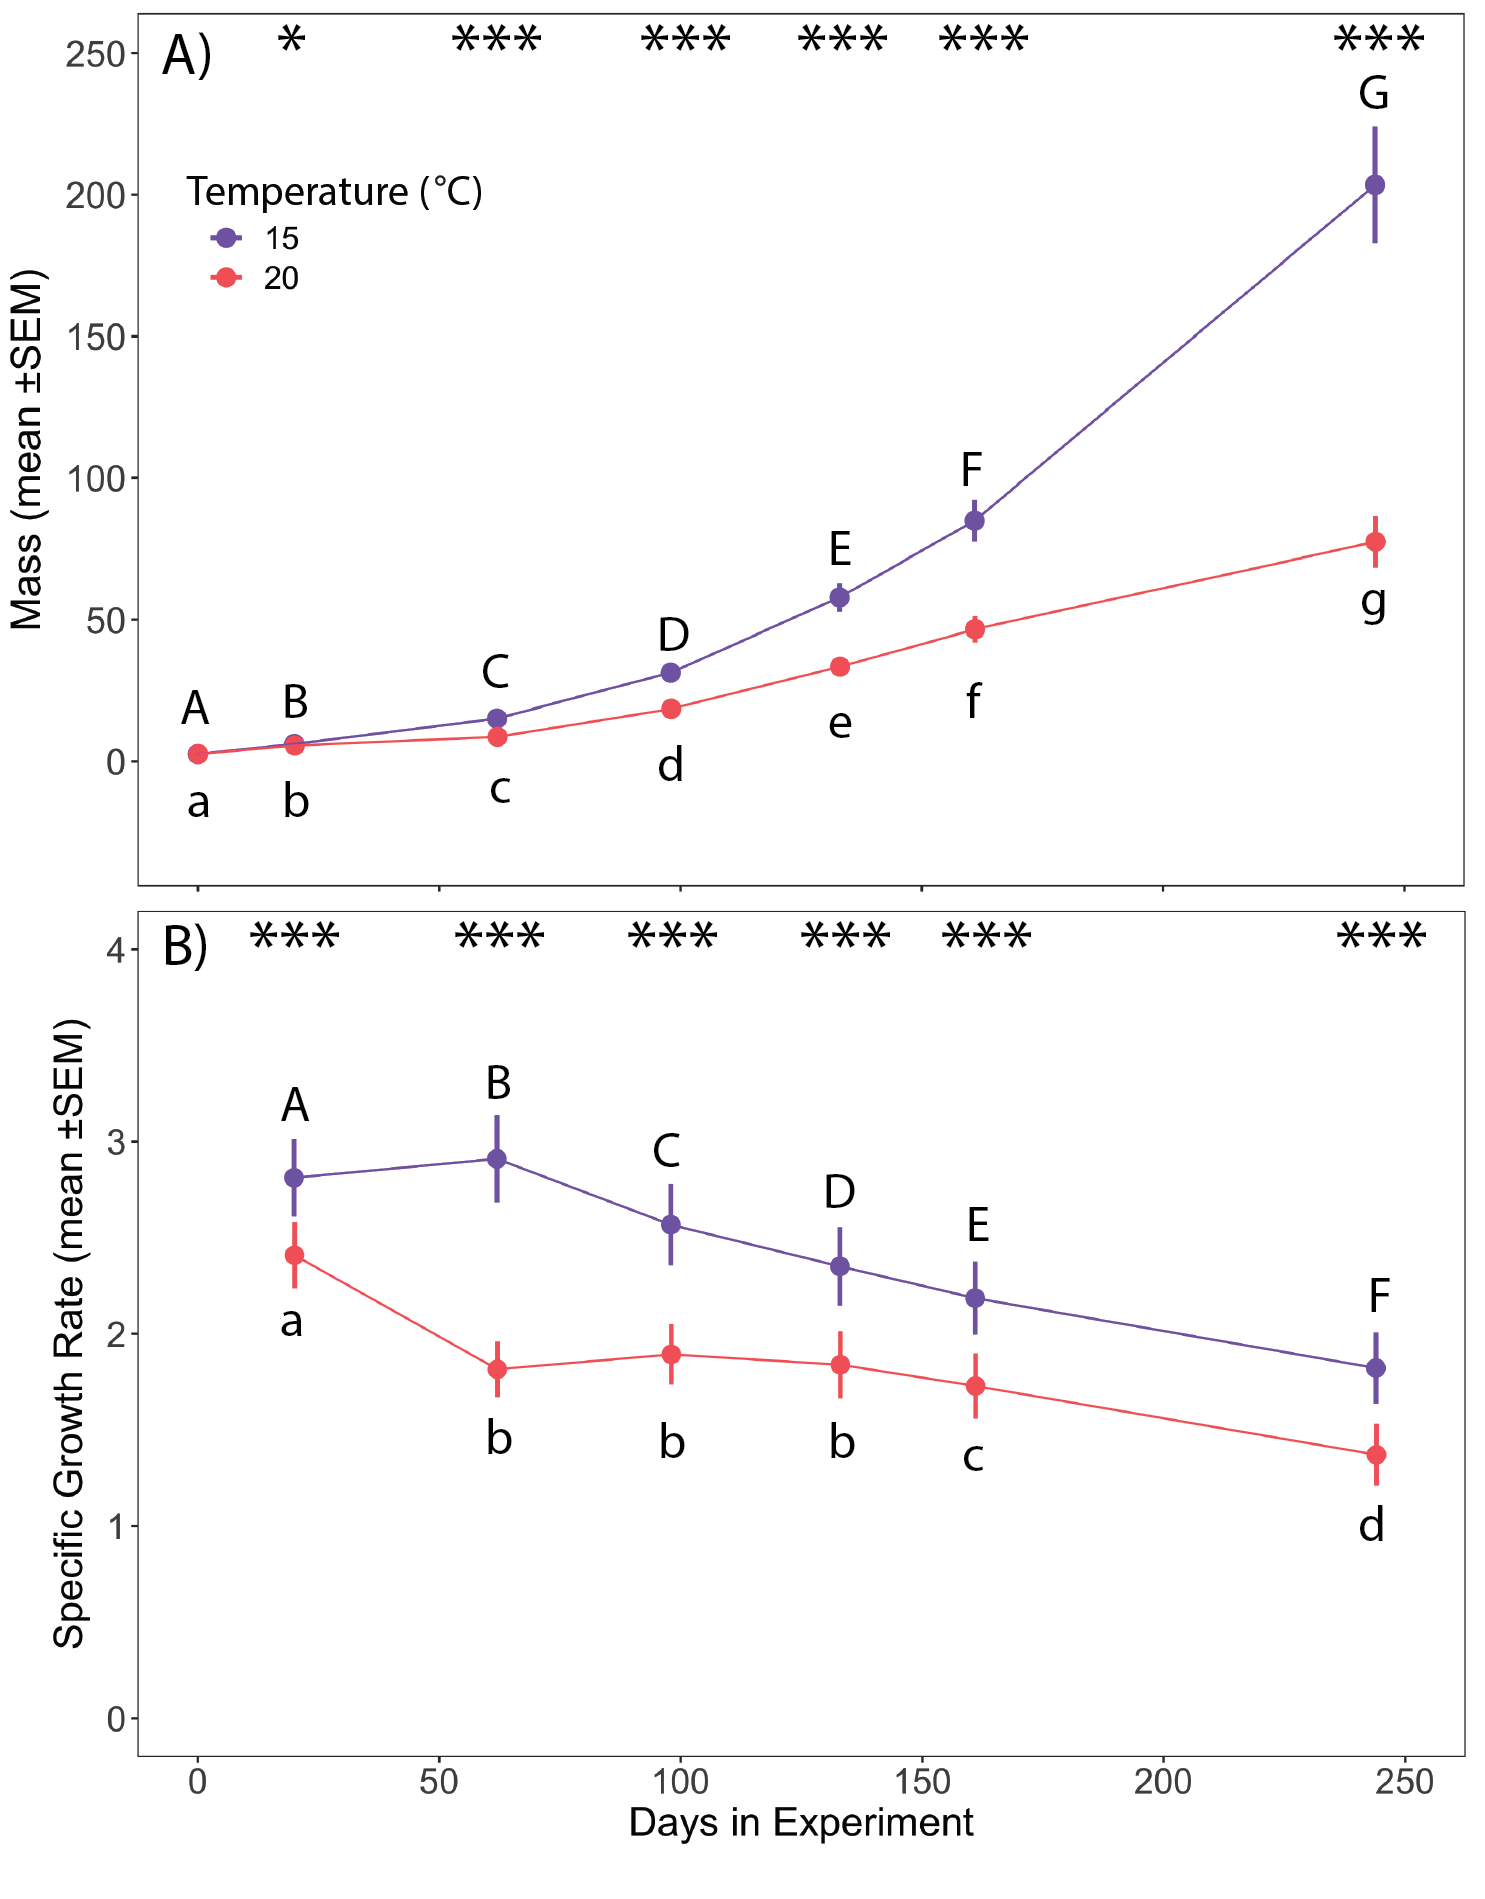 A)
* *** *** *** *** ***
250
200
150
100
50
0
Mass (mean ±SEM)
Temperature (°C)
15
20
A B C D E F G
a b c d e f g
B)
*** *** *** *** *** ***
4
3
2
1
0
Specific Growth Rate (mean ±SEM)
A B C D E F
a b b b c d
0 50 100 150 200 250
Days in Experiment